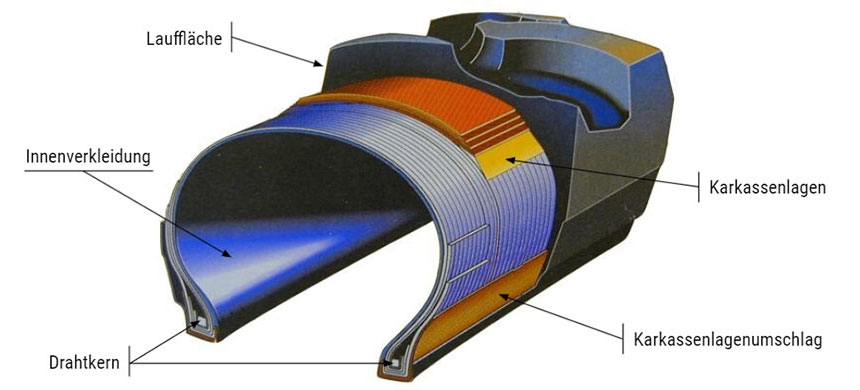 Lauffläche
Innenverkleidung
Karkassenlagen
Karkassenlagenumschlag
Drahtkern